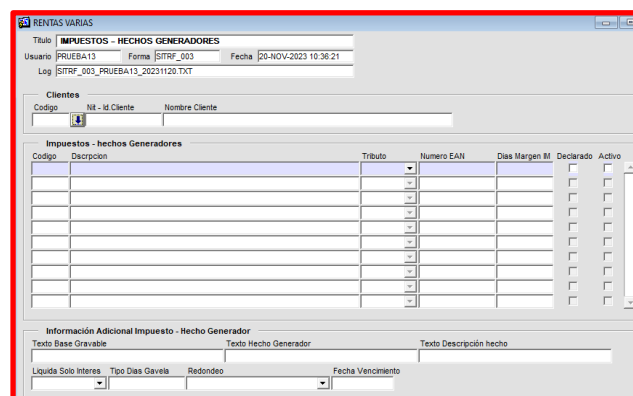 RENTAS VARIAS
Titulo IMPUESTOS - HECHOS GENERADORES
Usuario PRUEBA13 Forma SITRF_003 Fecha 20-NOV-2023 10:36:21
Log SITRF_003_PRUEBA13_20231120.TXT
Clientes
Codigo Nit - Id.Cliente Nombre Cliente
Impuestos - hechos Generadores
Codigo Dscrpcion Tributo Numero EAN Dias Margen IM Declarado Activo
Información Adicional Impuesto - Hecho Generador
Texto Base Gravable Texto Hecho Generador Texto Descripción hecho
Liquida Solo Interes Tipo Dias Gavela Redondeo Fecha Vencimiento